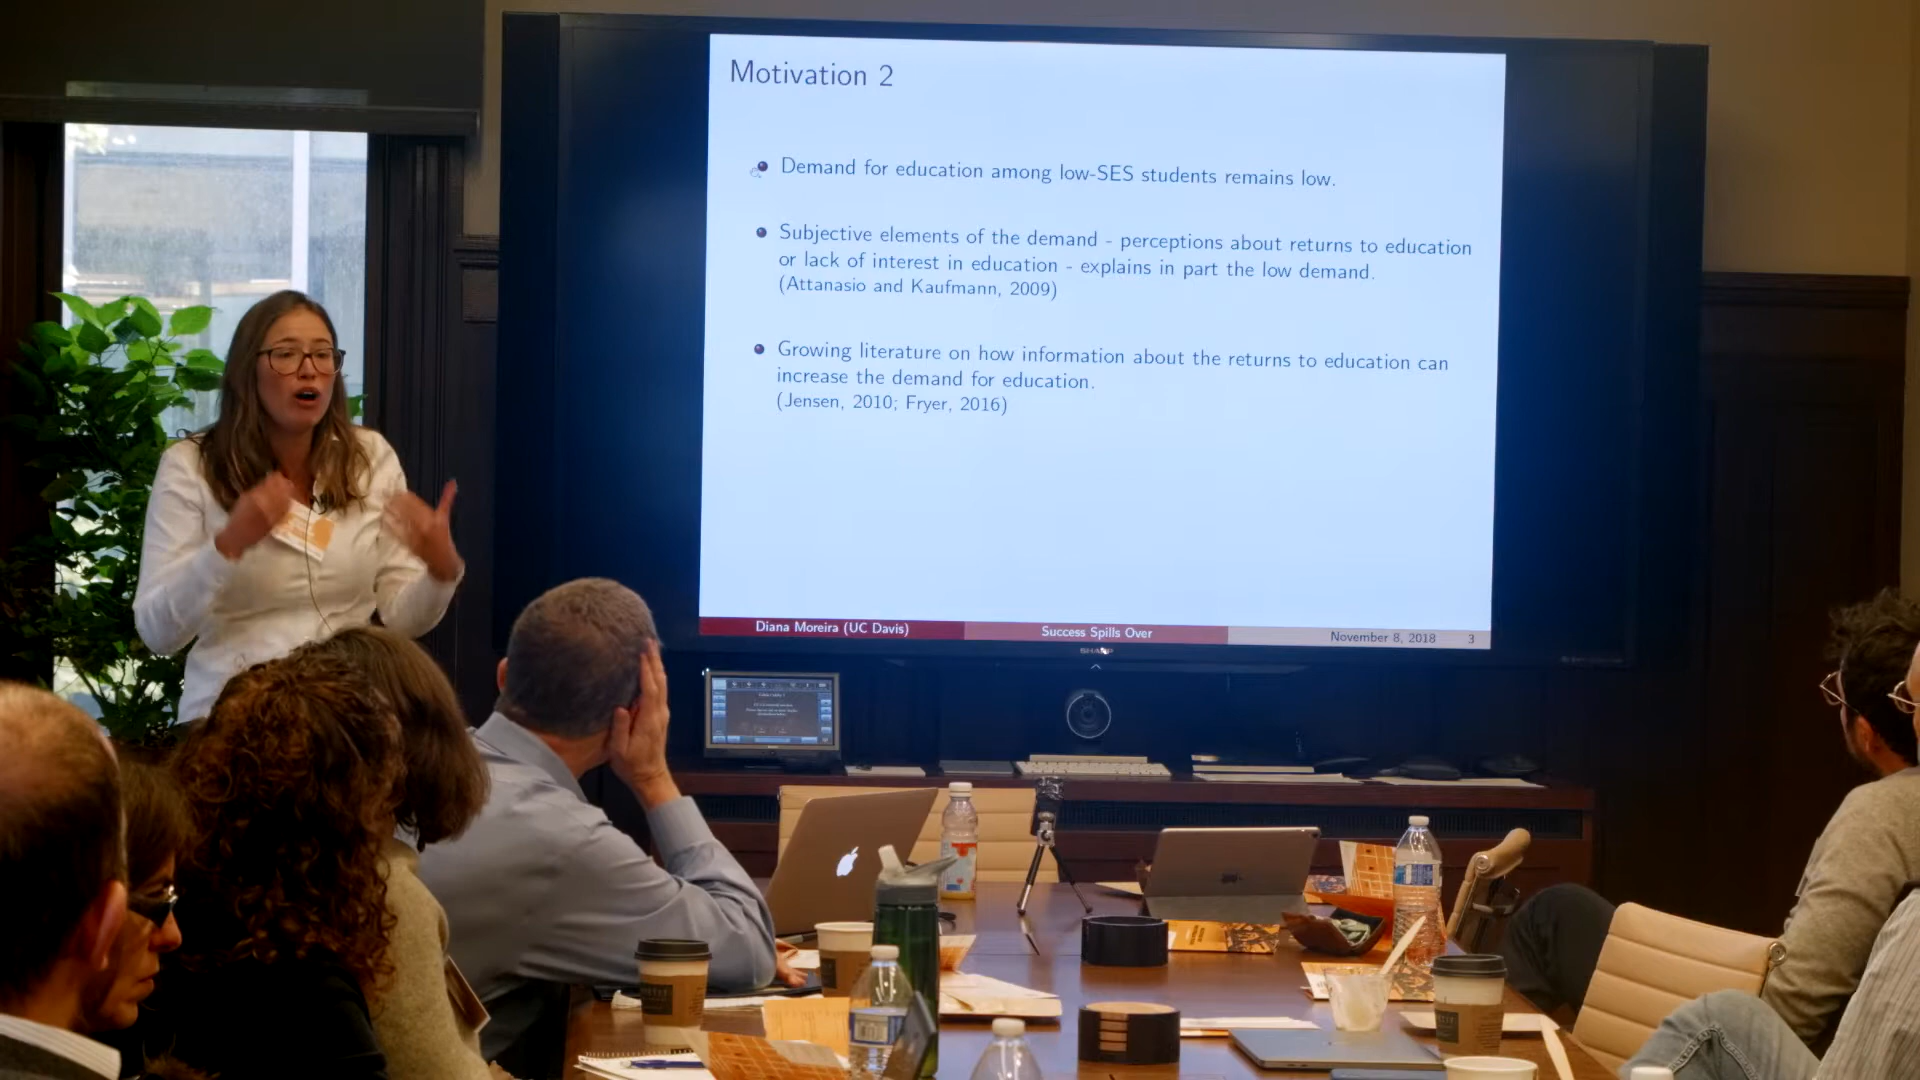 Motivation 2
Demand for education among low-SES students remains low.
Subjective elements of the demand - perceptions about returns to education
or lack of interest in education - explains in part the low demand.
(Attanasio and Kaufmann, 2009)
Growing literature on how information about the returns to education can
increase the demand for education.
(Jensen, 2010; Fryer, 2016)
Diana Moreira (UC Davis)
Success Spills Over
November 8, 2018
3
SHARP